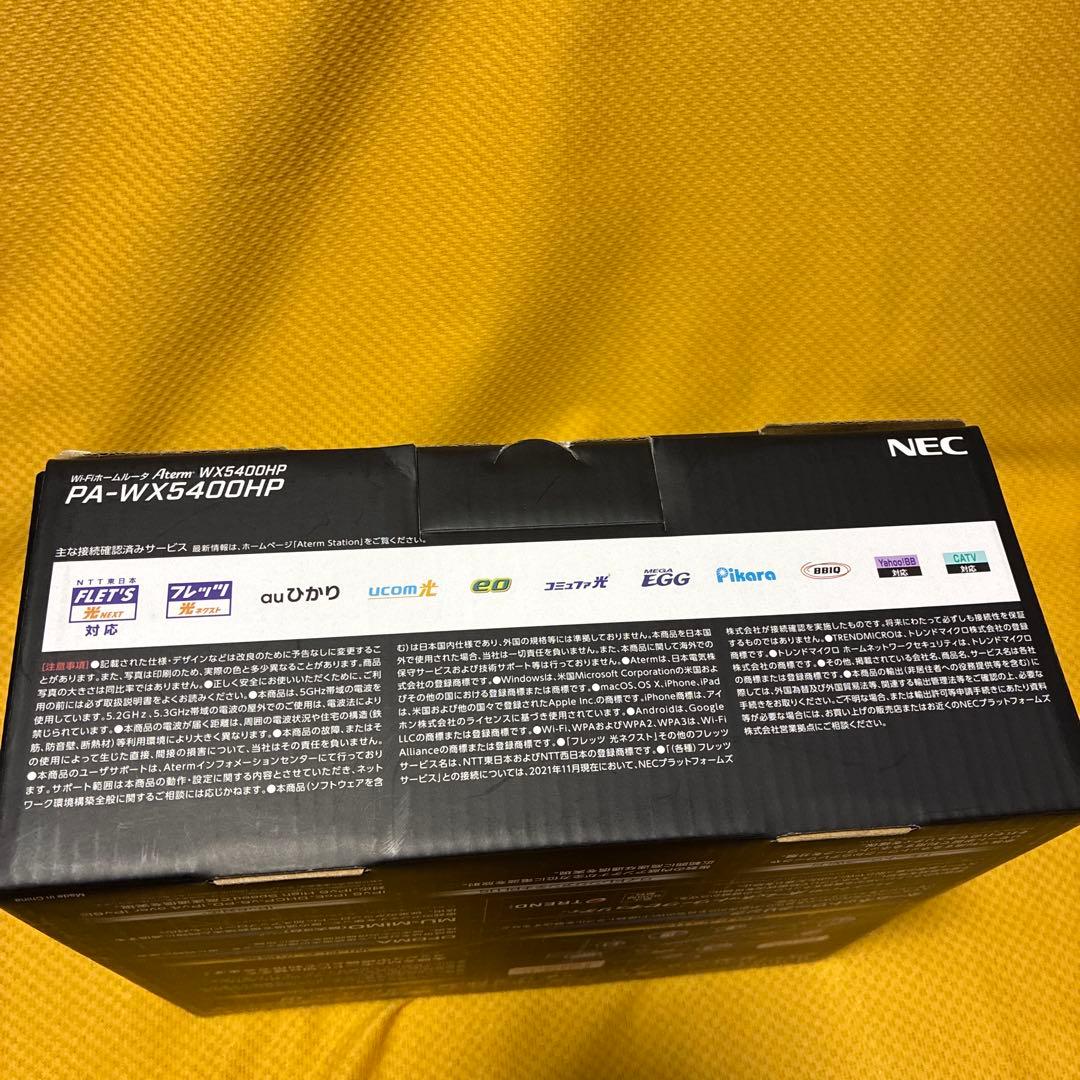 Wi-Fiホームルータ Aterm WX5400HP
PA-WX5400HP
NEC
主な接続確認済みサービス 最新情報は、ホームページ「Aterm Station」をご覧ください。
NTT東日本
FLET'S
光NEXT
対応
フレッツ
光ネクスト
auひかり
ucom光
eo
コミュファ光
MEGA
EGG
Pikara
BBIQ
Yahoo!BB
対応
CATV
対応
[注意事項]●記載された仕様・デザインなどは改良のために予告なしに変更するこ
とがあります。また、写真は印刷のため、実際の色と多少異なることがあります。商品
写真の大きさは同比率ではありません。●正しく安全にお使いいただくために、ご利
用の前には必ず取扱説明書をよくお読みください。●本商品は、5GHz帯域の電波を
使用しています。5.2GHz、5.3GHz帯域の電波の屋外でのご使用は、電波法により
禁じられています。●本商品の電波が届く距離は、周囲の電波状況や住宅の構造(鉄
筋、防音壁、断熱材)等利用環境により大きく異なります。●本商品の故障、またはそ
の使用によって生じた直接、間接の損害について、当社はその責任を負いません。
●本商品のユーザサポートは、Atermインフォメーションセンターにて行っており
ます。サポート範囲は本商品の動作・設定に関する内容とさせていただき、ネット
ワーク環境構築全般に関するご相談には応じかねます。●本商品(ソフトウェアを含
む)は日本国内仕様であり、外国の規格等には準拠しておりません。本商品を日本国
外で使用された場合、当社は一切責任を負いません。また、本商品に関して海外での
保守サービスおよび技術サポート等は行っておりません。●Atermは、日本電気株
式会社の登録商標です。●Windowsは、米国Microsoft Corporationの米国およ
びその他の国における登録商標または商標です。●macOS、OS X、iPhone、iPad
は、米国および他の国々で登録されたApple Inc.の商標です。iPhone商標は、アイ
ホン株式会社のライセンスに基づき使用されています。●Androidは、Google
LLCの商標または登録商標です。●Wi-Fi、WPAおよびWPA2、WPA3は、Wi-Fi
Allianceの商標または登録商標です。●「フレッツ 光ネクスト」その他のフレッツ
サービス名は、NTT東日本およびNTT西日本の登録商標です。●「(各種)フレッツ
サービス」との接続については、2021年11月現在において、NECプラットフォームズ
株式会社が接続確認を実施したものです。将来にわたって必ずしも接続性を保証
するものではありません。●TRENDMICROは、トレンドマイクロ株式会社の登録
商標です。●トレンドマイクロ ホームネットワークセキュリティは、トレンドマイクロ
株式会社の商標です。●その他、掲載されている会社名、商品名、サービス名は各社
の商標または登録商標です。●本商品の輸出(非居住者への役務提供等を含む)に
際しては、外国為替及び外国貿易法等、関連する輸出管理法等をご確認の上、必要な
手続きをお取りください。ご不明な場合、または輸出許可等申請手続きにあたり資料
等が必要な場合には、お買い上げの販売店またはお近くのNECプラットフォームズ
株式会社営業拠点にご相談ください。
Made in China
MU-MIMO
TREND